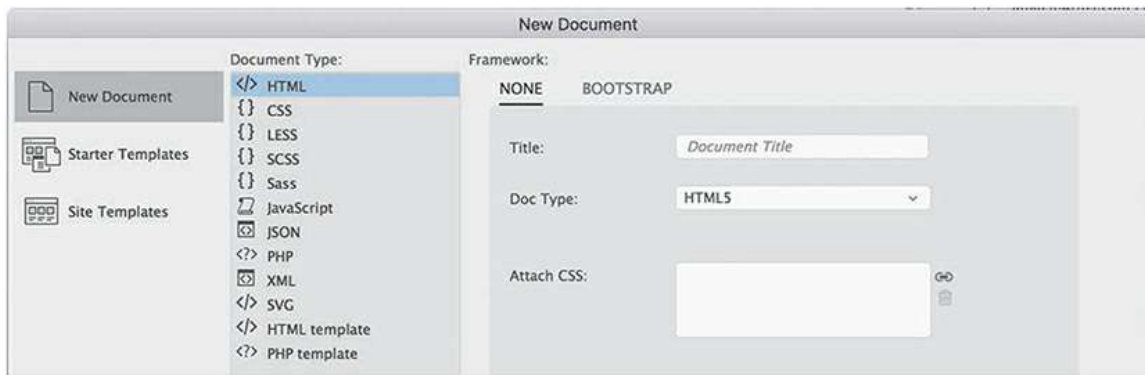 New Document
Document Type:
Framework:
New Document
Starter Templates
Site Templates
</> HTML
{} CSS
{} LESS
{} SCSS
{} Sass
JavaScript
JSON
<?> PHP
XML
</> SVG
</> HTML template
<?> PHP template
NONE BOOTSTRAP
Title: Document Title
Doc Type: HTML5
Attach CSS: